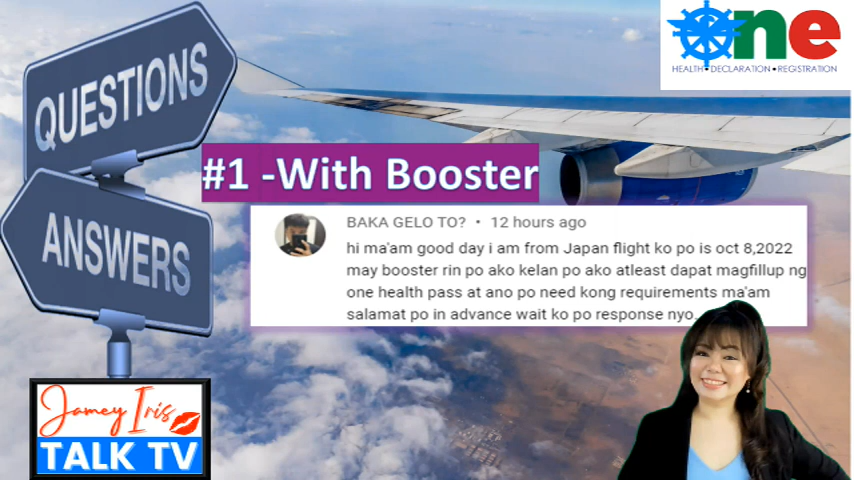 QUESTIONS
ANSWERS
One
HEALTH • DECLARATION • REGISTRATION
#1 -With Booster
BAKA GELO TO? • 12 hours ago
hi ma'am good day i am from Japan flight ko po is oct 8,2022
may booster rin po ako kelan po ako atleast dapat magfillup ng
one health pass at ano po need kong requirements ma'am
salamat po in advance wait ko po response nyo.
Jamey Iris
TALK TV